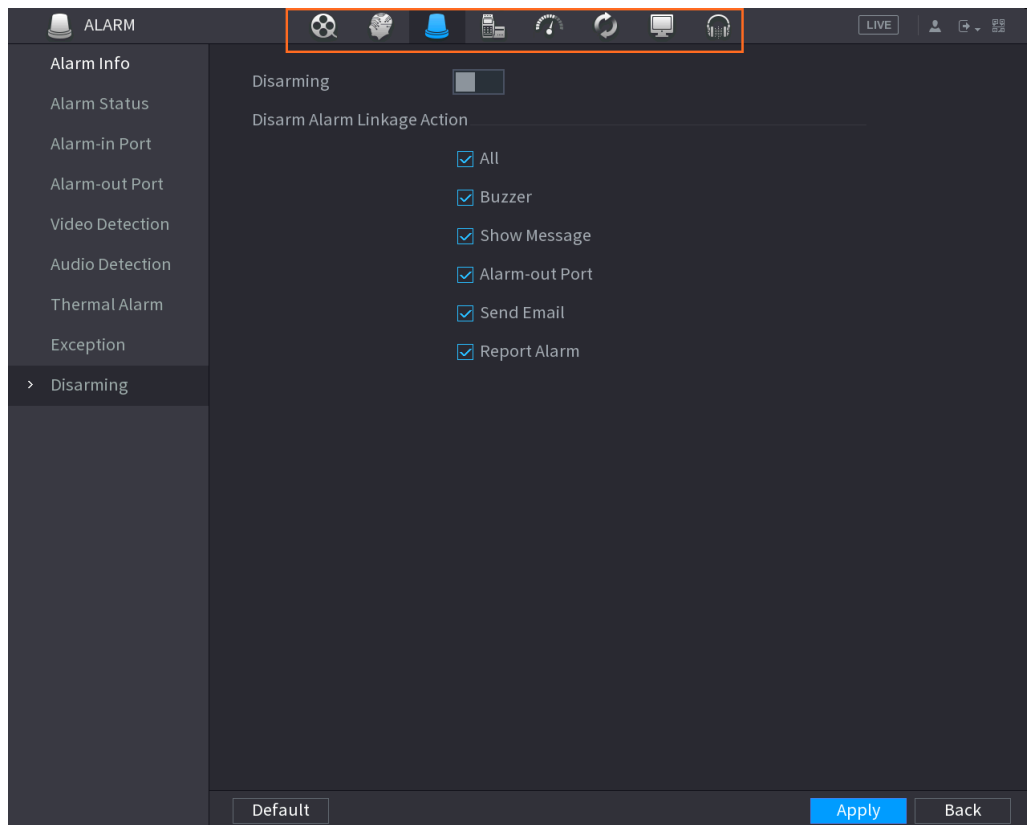 ALARM
LIVE
Alarm Info
Alarm Status
Alarm-in Port
Alarm-out Port
Video Detection
Audio Detection
Thermal Alarm
Exception
Disarming
Disarming
Disarm Alarm Linkage Action
All
Buzzer
Show Message
Alarm-out Port
Send Email
Report Alarm
Default
Apply
Back